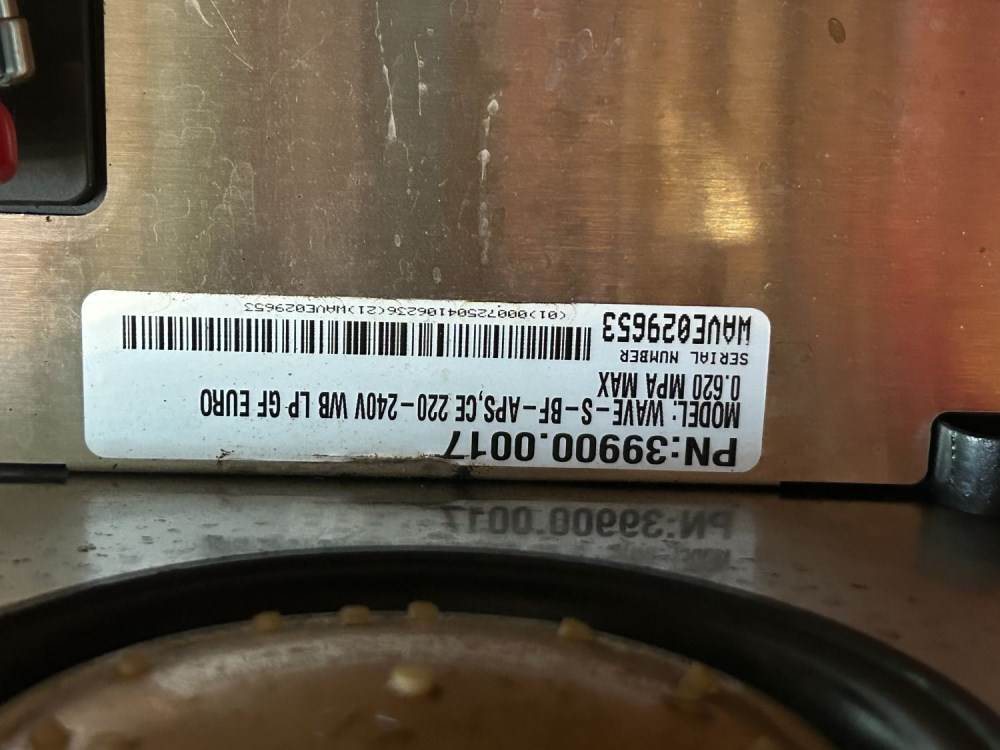 PN:39900.0017
MODEL: WAVE-S-BF-APS,CE 220-240V WB LP GF EURO
0.620 MPA MAX
SERIAL NUMBER
WAVE029653
(01)00072504106236(21)WAVE029653